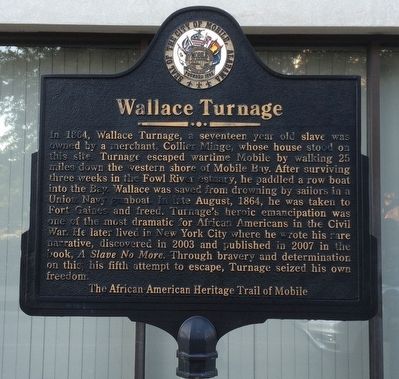 Wallace Turnage
In 1864, Wallace Turnage, a seventeen year old slave was
owned by a merchant, Collier Minge, whose house stood on
this site. Turnage escaped wartime Mobile by walking 25
miles down the western shore of Mobile Bay. After surviving
three weeks in the Fowl River estuary, he paddled a row boat
into the Bay. Wallace was saved from drowning by sailors in a
Union Navy gunboat. In late August, 1864, he was taken to
Fort Gaines and freed. Turnage's heroic emancipation was
one of the most dramatic for African Americans in the Civil
War. He later lived in New York City where he wrote his rare
narrative, discovered in 2003 and published in 2007 in the
book, A Slave No More. Through bravery and determination
on this, his fifth attempt to escape, Turnage seized his own
freedom.
The African American Heritage Trail of Mobile